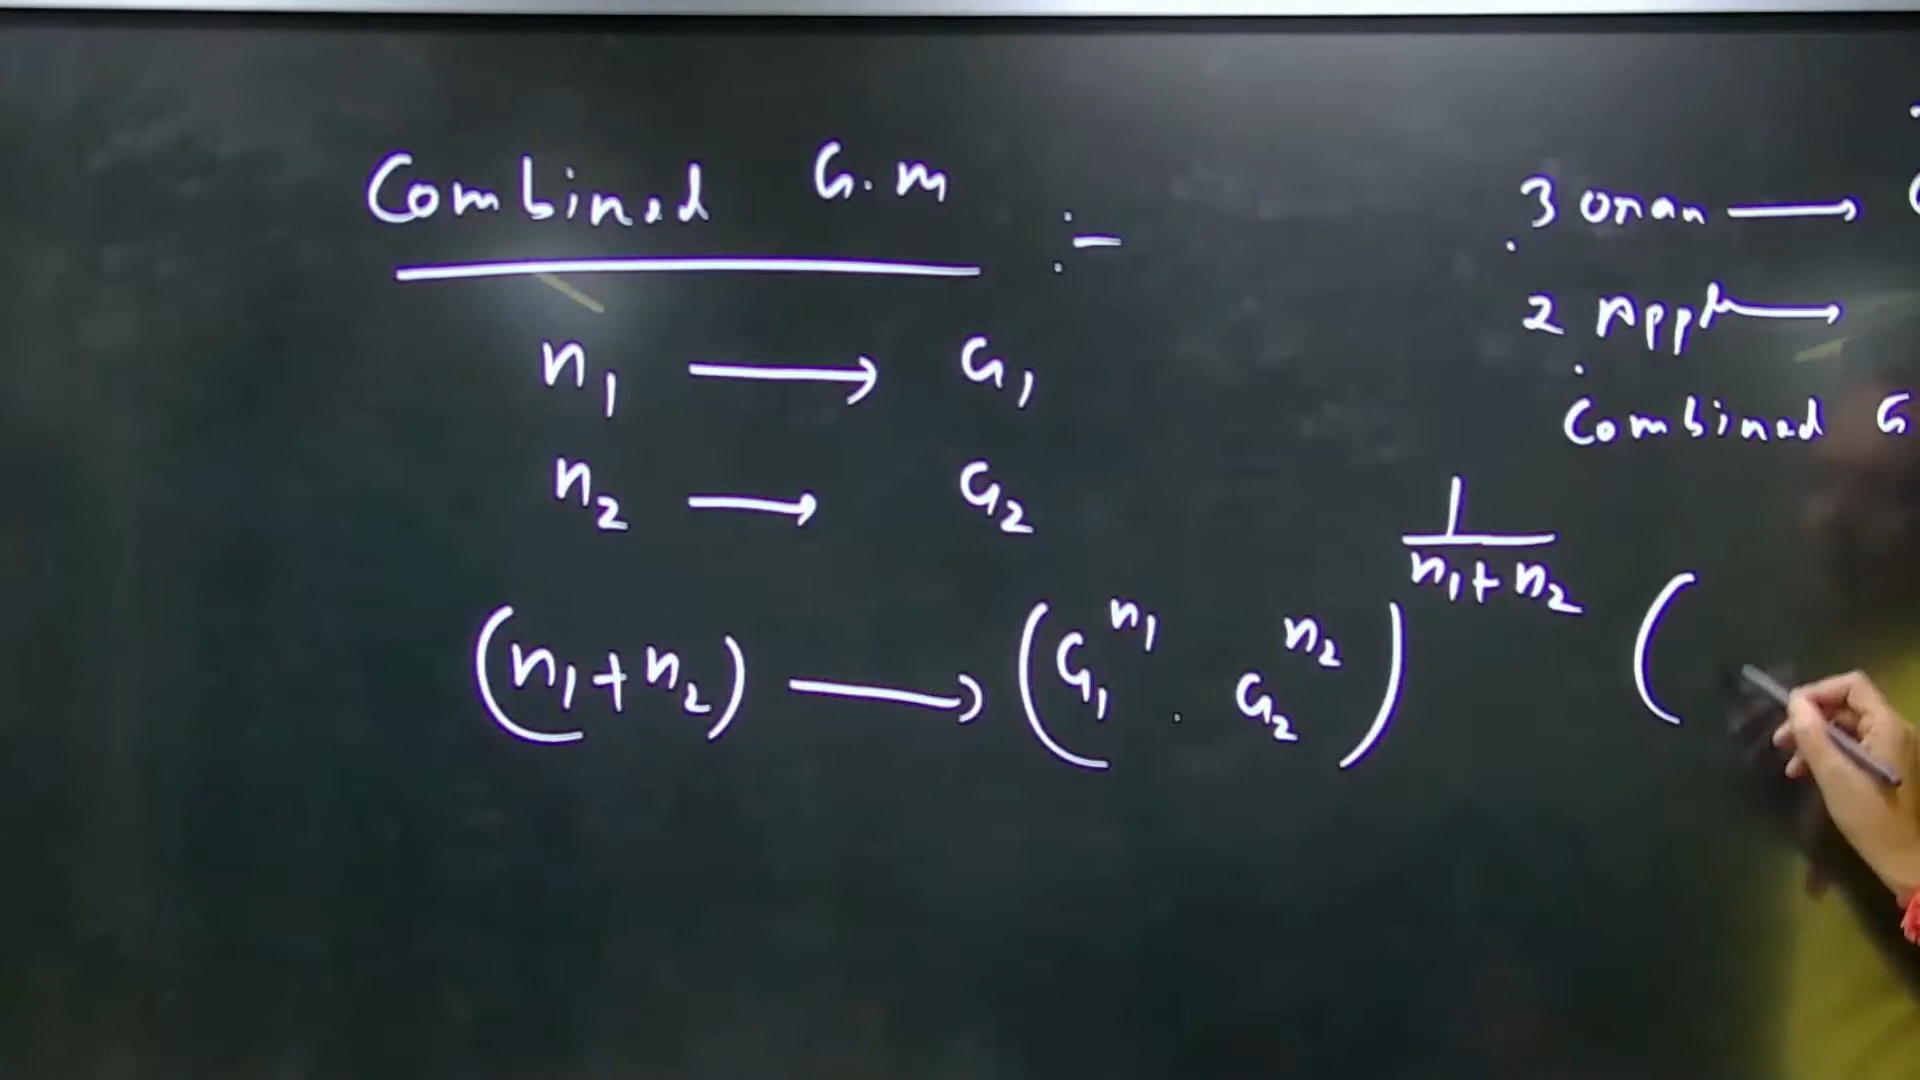 Combined G.M :-
n₁ ⟶ G₁
n₂ ⟶ G₂
(n₁+n₂) ⟶ (G₁^n₁ . G₂^n₂)^(1/(n₁+n₂)) (
3 oran ⟶
2 Appl ⟶
Combined G